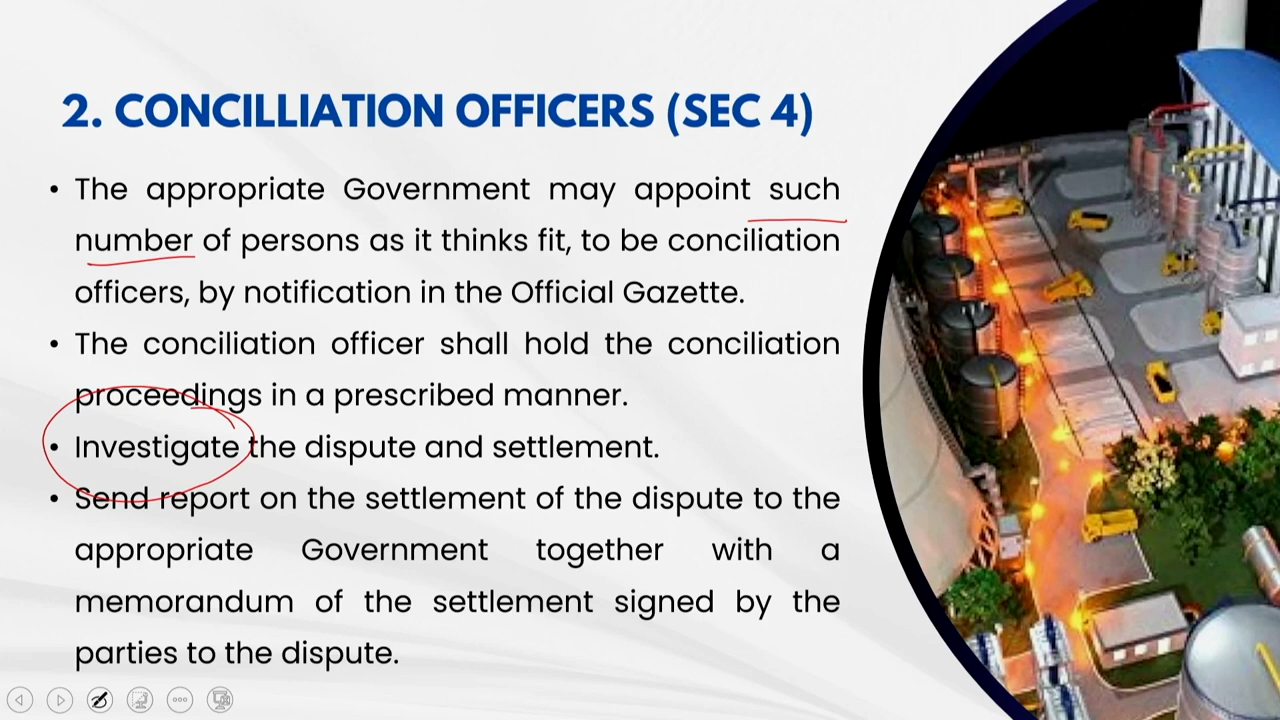 2. CONCILLIATION OFFICERS (SEC 4)
• The appropriate Government may appoint such
number of persons as it thinks fit, to be conciliation
officers, by notification in the Official Gazette.
• The conciliation officer shall hold the conciliation
proceedings in a prescribed manner.
• Investigate the dispute and settlement.
• Send report on the settlement of the dispute to the
appropriate Government together with a
memorandum of the settlement signed by the
parties to the dispute.